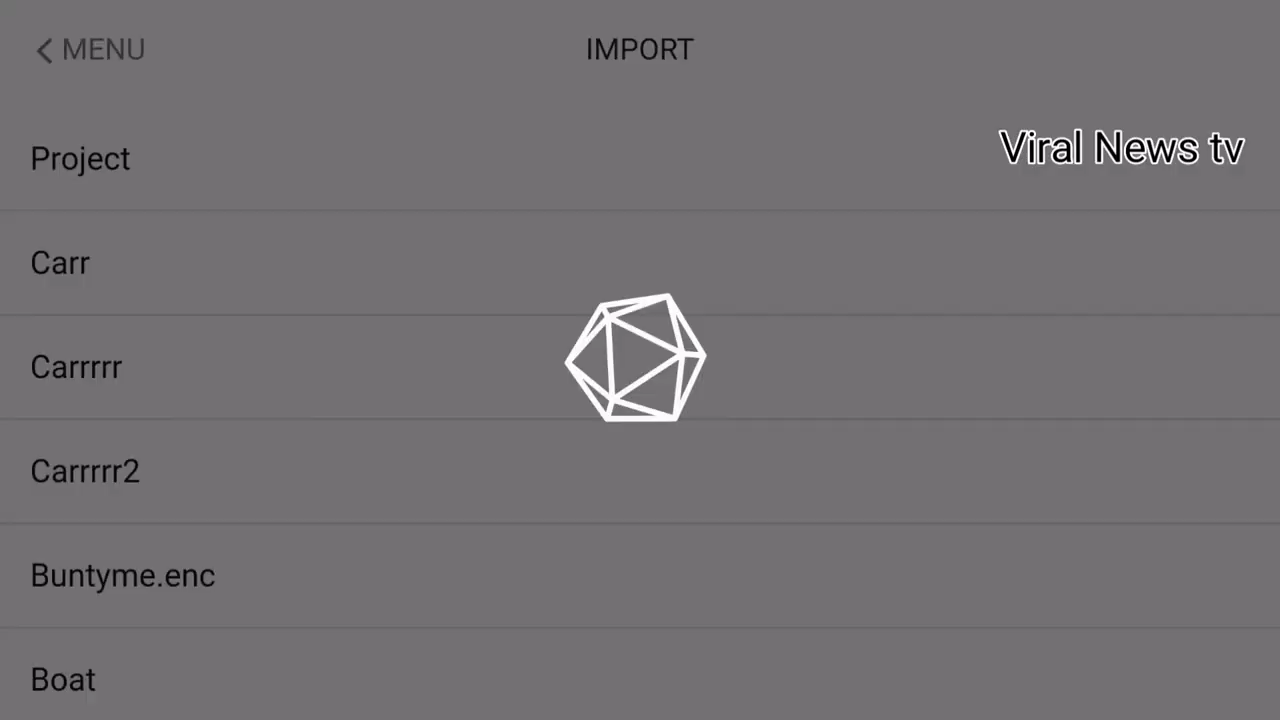 MENU
IMPORT
Viral News tv
Project
Carr
Carrrrr
Carrrrr2
Buntyme.enc
Boat